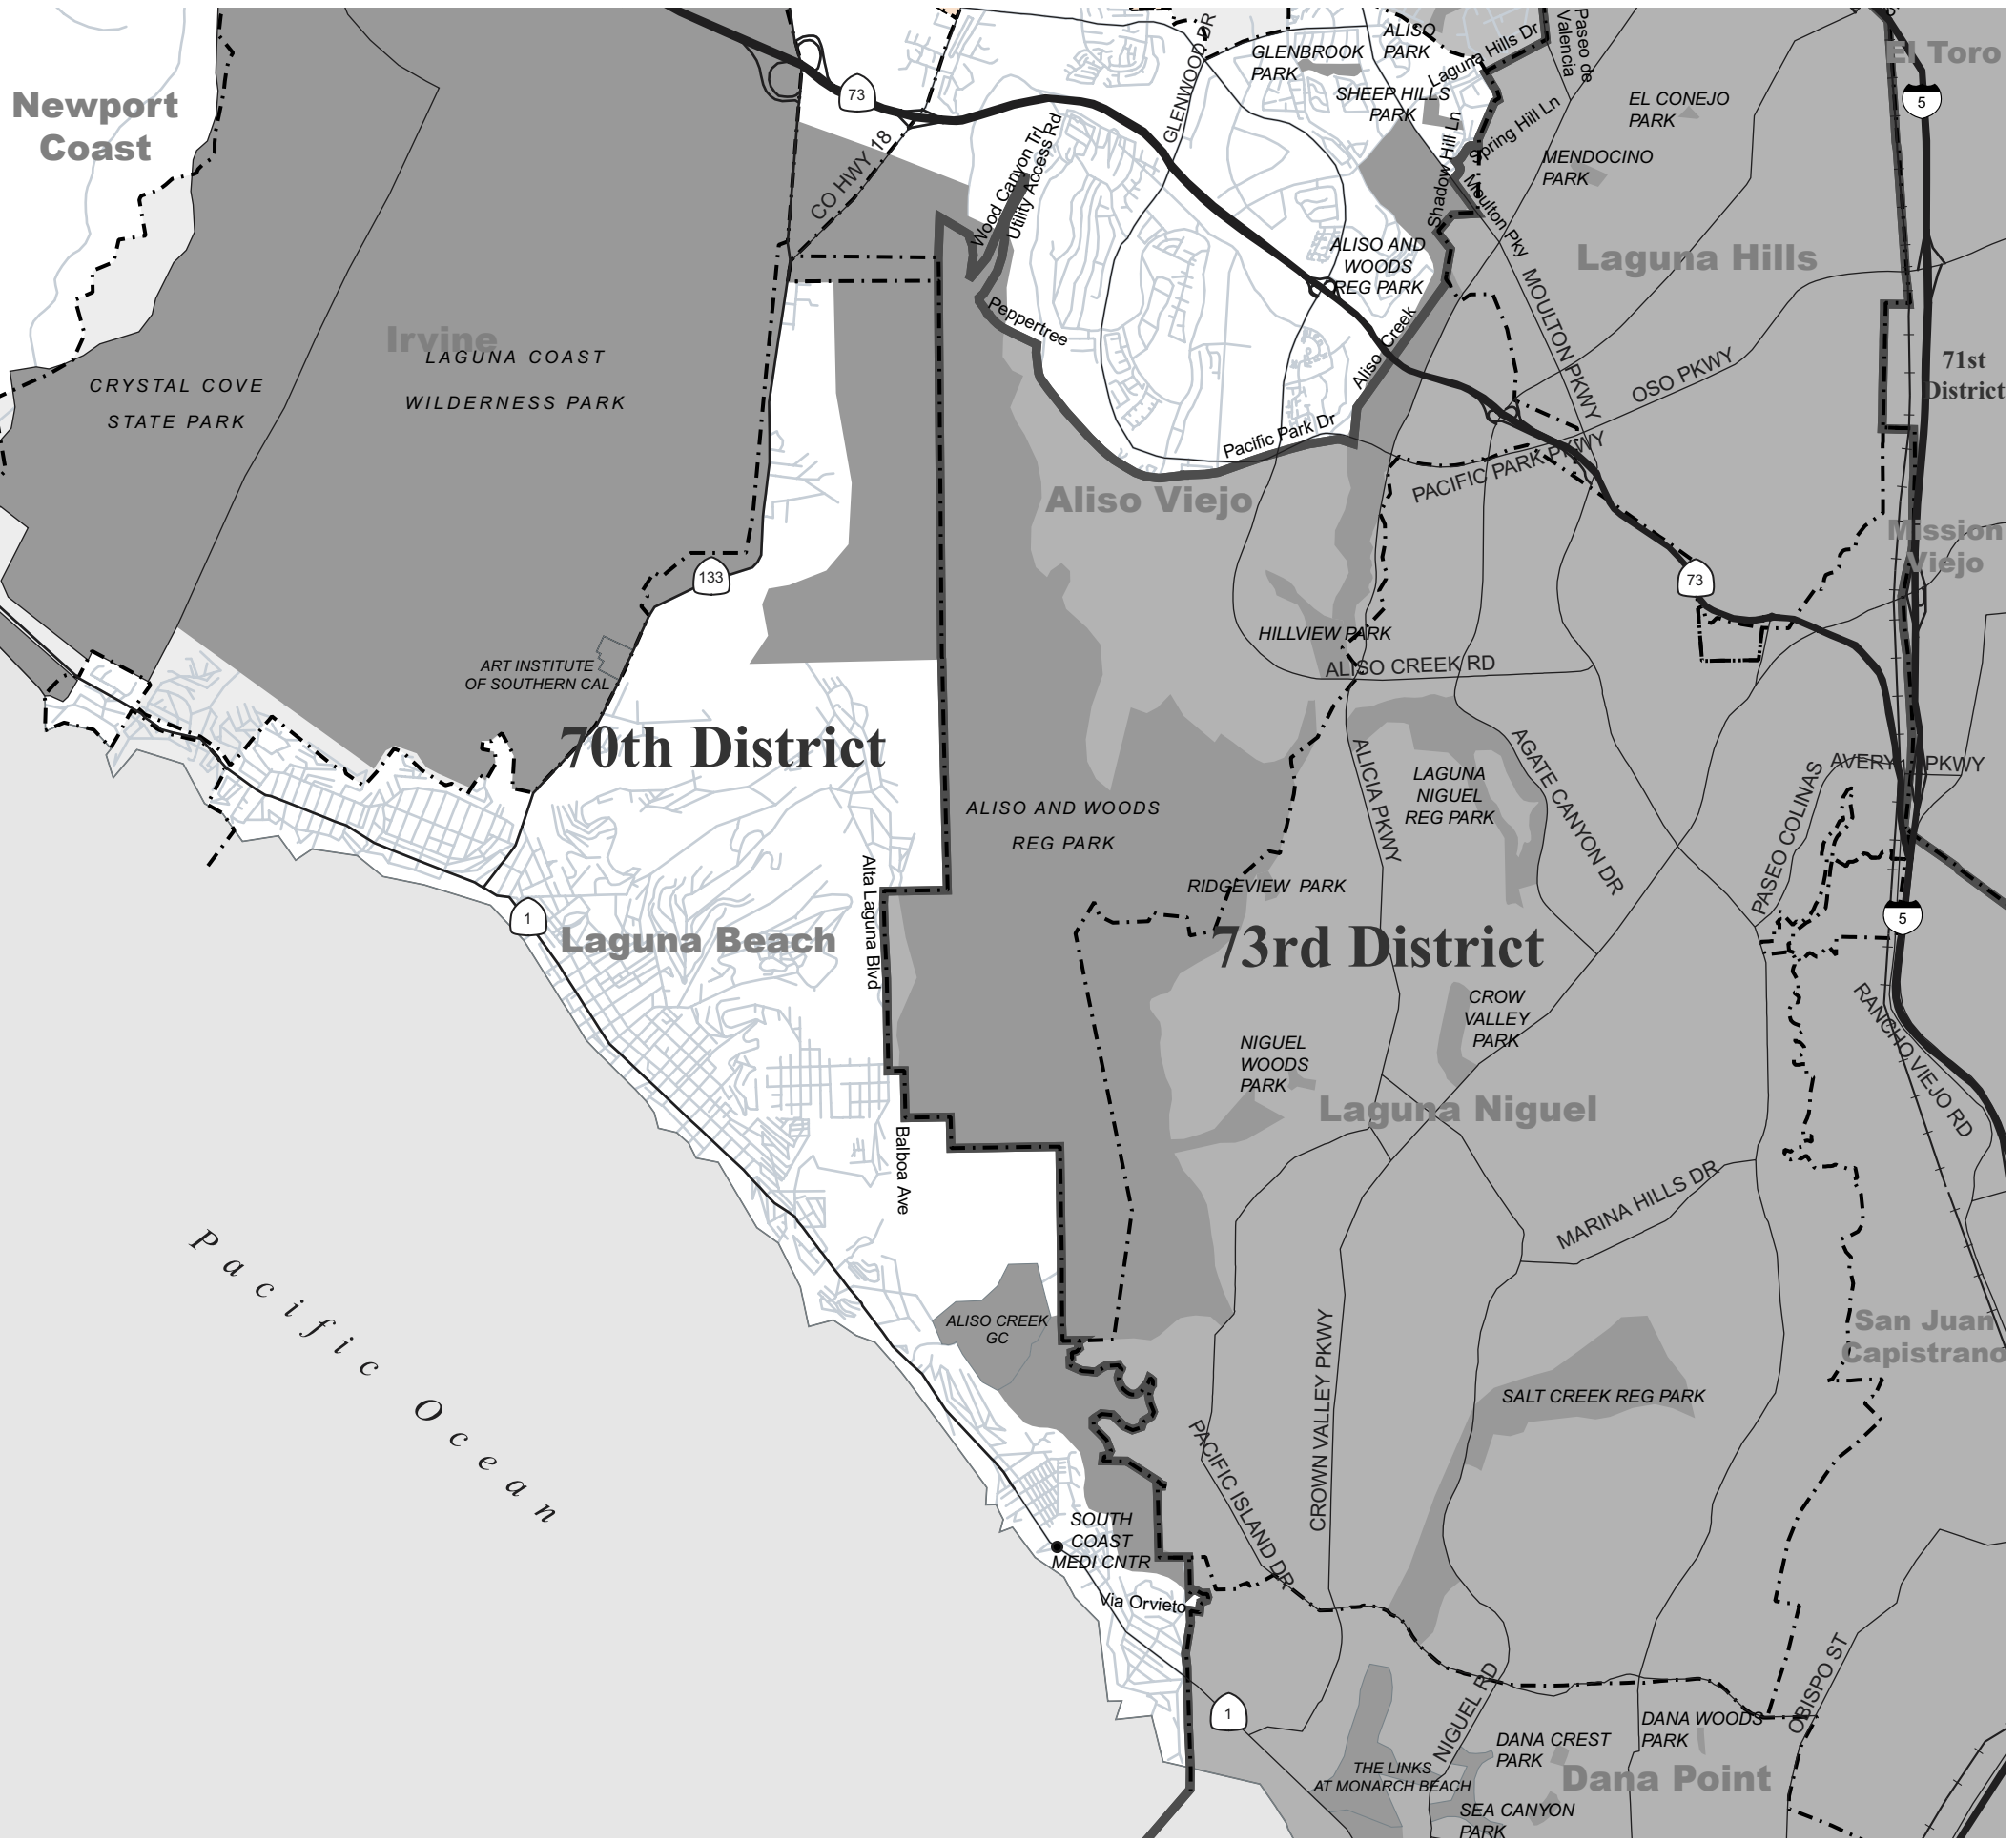 Newport
Coast
73
CO HWY 18
GLENWOOD DR
GLENBROOK
PARK
ALISO
PARK
Laguna Hills Dr
Paseo de
Valencia
El Toro
5
SHEEP HILLS
PARK
EL CONEJO
PARK
Spring Hill Ln
Shadow Hill Ln
MENDOCINO
PARK
Wood Canyon Trl
Utility Access Rd
Moulton Pky
MOULTON PKWY
Laguna Hills
ALISO AND
WOODS
REG PARK
Peppertree
Aliso Creek
Irvine
LAGUNA COAST
WILDERNESS PARK
CRYSTAL COVE
STATE PARK
OSO PKWY
71st
District
Pacific Park Dr
PACIFIC PARK PKWY
Aliso Viejo
Mission
Viejo
133
73
HILLVIEW PARK
ALISO CREEK RD
ART INSTITUTE
OF SOUTHERN CAL
70th District
ALICIA PKWY
AGATE CANYON DR
LAGUNA
NIGUEL
REG PARK
AVERY PKWY
PASEO COLINAS
ALISO AND WOODS
REG PARK
Alta Laguna Blvd
RIDGEVIEW PARK
1
5
Laguna Beach
73rd District
CROW
VALLEY
PARK
NIGUEL
WOODS
PARK
RANCHO VIEJO RD
Laguna Niguel
Balboa Ave
MARINA HILLS DR
Pacific Ocean
ALISO CREEK
GC
CROWN VALLEY PKWY
San Juan
Capistrano
SALT CREEK REG PARK
PACIFIC ISLAND DR
SOUTH
COAST
MEDI CNTR
Via Orvieto
1
NIGUEL RD
OBISPO ST
DANA WOODS
PARK
DANA CREST
PARK
THE LINKS
AT MONARCH BEACH
Dana Point
SEA CANYON
PARK